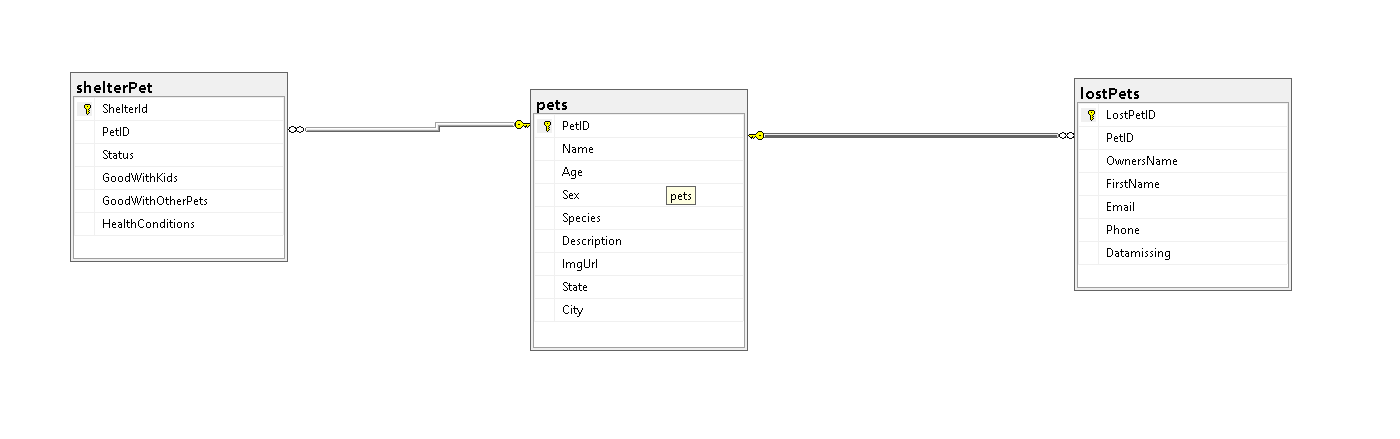 shelterPet
ShelterId
PetID
Status
GoodWithKids
GoodWithOtherPets
HealthConditions
pets
PetID
Name
Age
Sex
pets
Species
Description
ImgUrl
State
City
lostPets
LostPetID
PetID
OwnersName
FirstName
Email
Phone
Datamissing